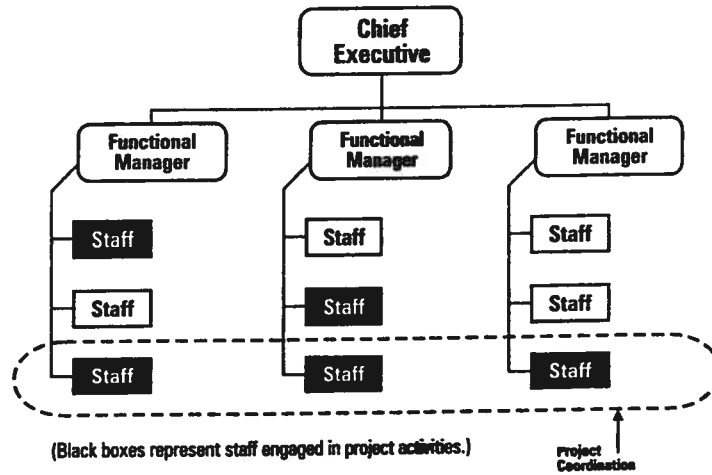 Chief
Executive
Functional
Manager
Functional
Manager
Functional
Manager
Staff
Staff
Staff
Staff
Staff
Staff
Staff
Staff
Staff
(Black boxes represent staff engaged in project activities.)
Project
Coordination